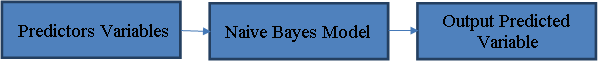 Predictors Variables
Naive Bayes Model
Output Predicted
Variable